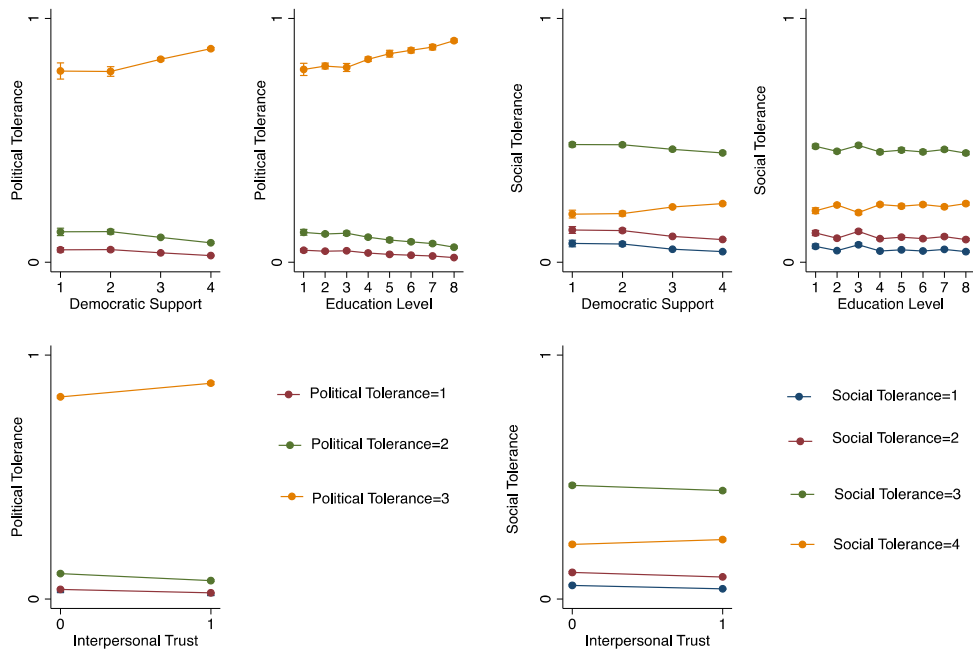 Political Tolerance
1
0
1 2 3 4
Democratic Support
Political Tolerance
1
0
1 2 3 4 5 6 7 8
Education Level
Social Tolerance
1
0
1 2 3 4
Democratic Support
Social Tolerance
1
0
1 2 3 4 5 6 7 8
Education Level
Political Tolerance
1
0
0 1
Interpersonal Trust
Political Tolerance=1
Political Tolerance=2
Political Tolerance=3
Social Tolerance
1
0
0 1
Interpersonal Trust
Social Tolerance=1
Social Tolerance=2
Social Tolerance=3
Social Tolerance=4